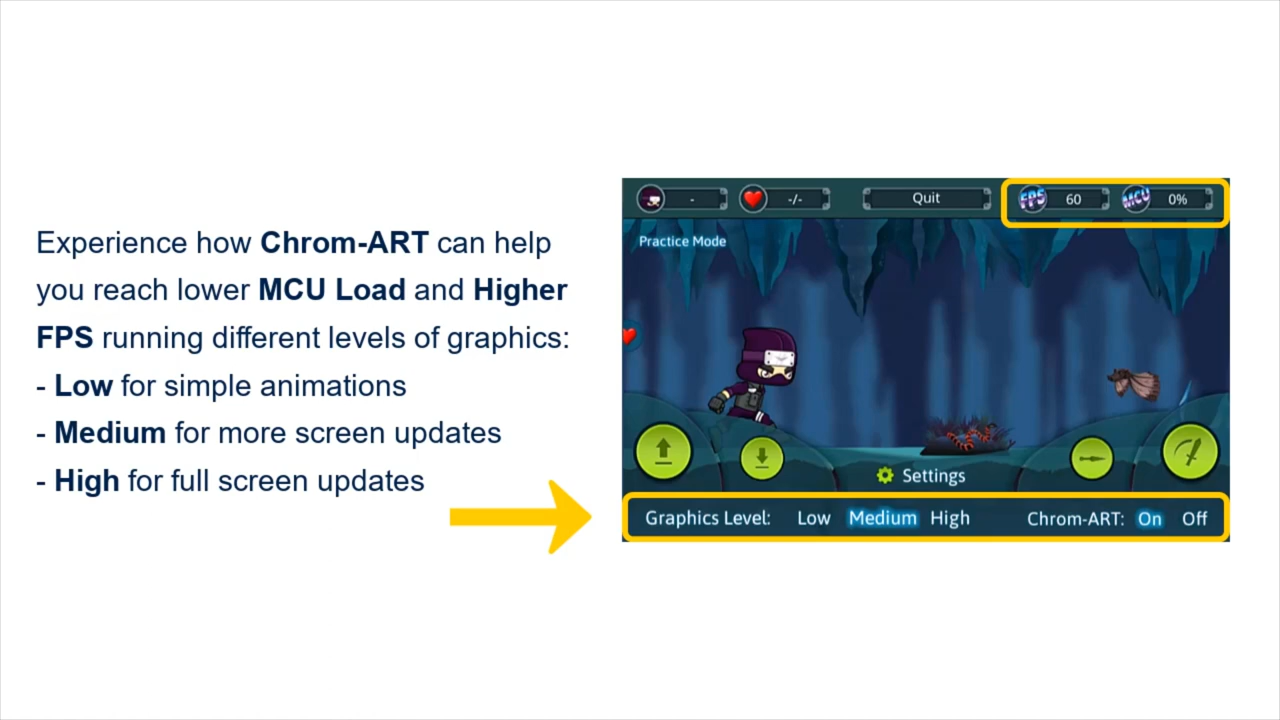 Experience how Chrom-ART can help
you reach lower MCU Load and Higher
FPS running different levels of graphics:
- Low for simple animations
- Medium for more screen updates
- High for full screen updates
- -/- Quit FPS 60 MCU 0%
Practice Mode
Settings
Graphics Level: Low Medium High Chrom-ART: On Off